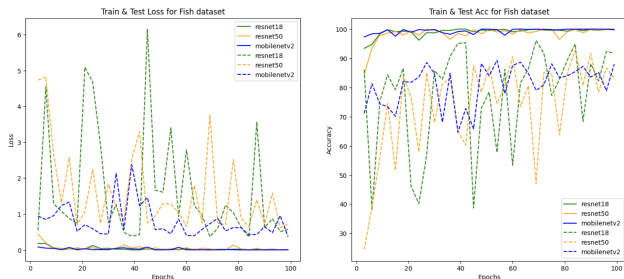 Train & Test Loss for Fish dataset
6
5
4
3
2
1
0
Loss
0
20
40
60
80
100
Epochs
resnet18
resnet50
mobilenetv2
resnet18
resnet50
mobilenetv2
Train & Test Acc for Fish dataset
100
90
80
70
60
50
40
30
Accuracy
0
20
40
60
80
100
Epochs
resnet18
resnet50
mobilenetv2
resnet18
resnet50
mobilenetv2